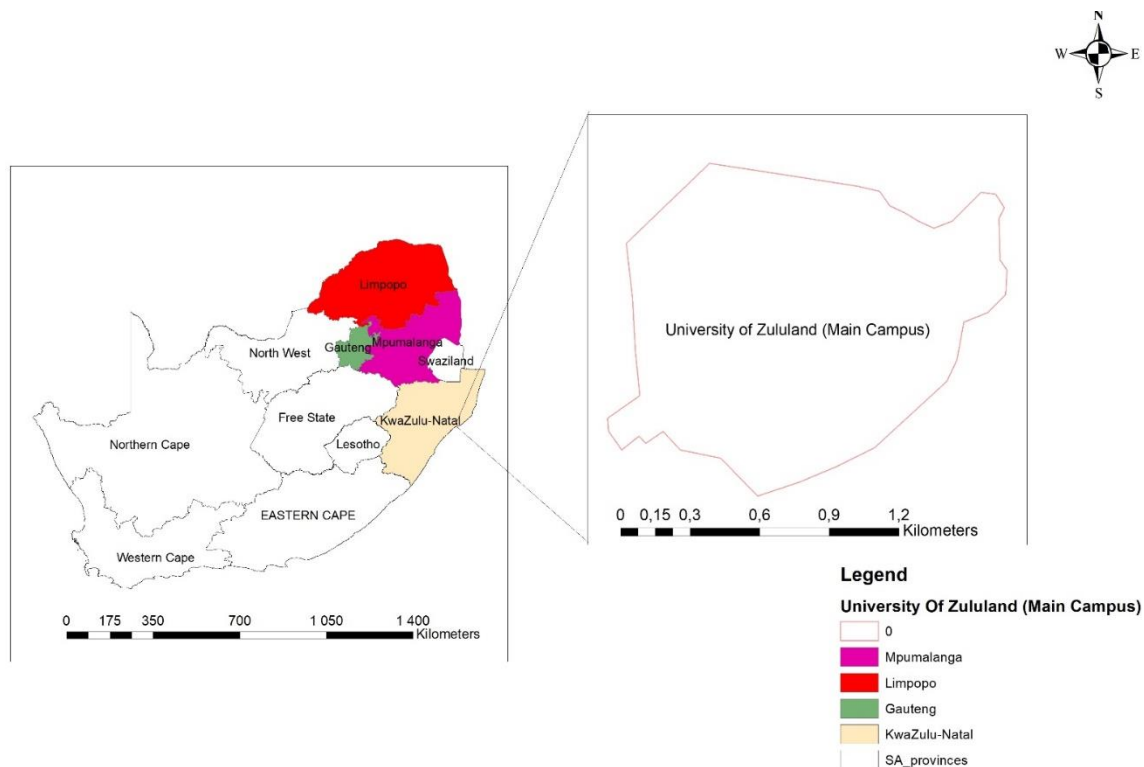 N
W E
S
Limpopo
North West
Gauteng
Mpumalanga
Swaziland
Free State
KwaZulu-Natal
Northern Cape
Lesotho
EASTERN CAPE
Western Cape
0 175 350 700 1 050 1 400
Kilometers
University of Zululand (Main Campus)
0 0,15 0,3 0,6 0,9 1,2
Kilometers
Legend
University Of Zululand (Main Campus)
0
Mpumalanga
Limpopo
Gauteng
KwaZulu-Natal
SA_provinces